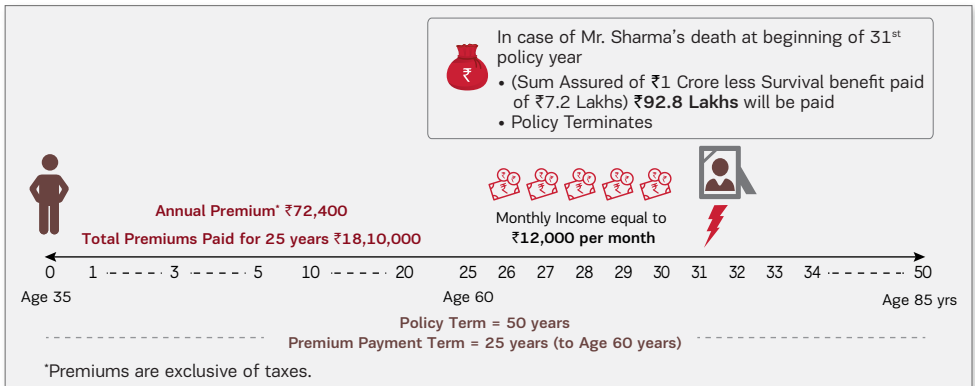 In case of Mr. Sharma's death at beginning of 31st
policy year
• (Sum Assured of ₹1 Crore less Survival benefit paid
of ₹7.2 Lakhs) ₹92.8 Lakhs will be paid
• Policy Terminates
₹
Annual Premium* ₹72,400
Total Premiums Paid for 25 years ₹18,10,000
Monthly Income equal to
₹12,000 per month
0 1 3 5 10 20 25 26 27 28 29 30 31 32 33 34 50
Age 35 Age 60 Age 85 yrs
Policy Term = 50 years
Premium Payment Term = 25 years (to Age 60 years)
*Premiums are exclusive of taxes.